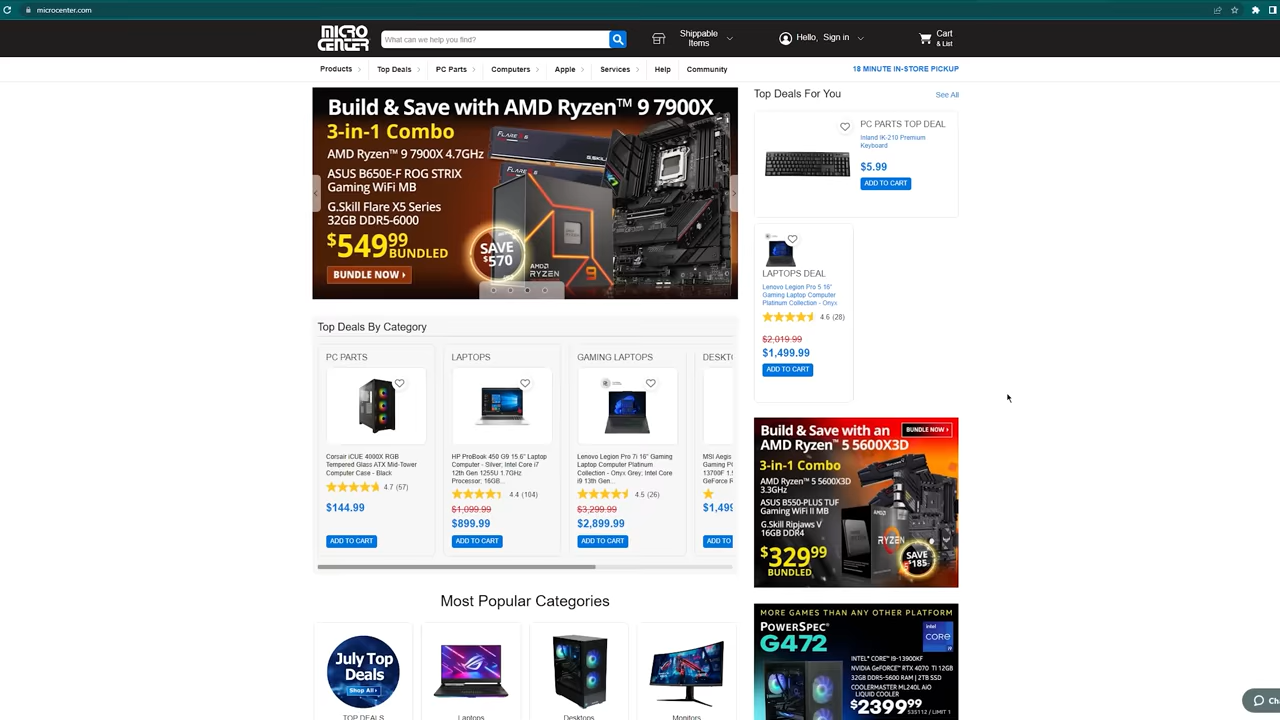 microcenter.com
MICRO CENTER
What can we help you find?
Shippable Items
Hello, Sign in
Cart
& List
Products
Top Deals
PC Parts
Computers
Apple
Services
Help
Community
18 MINUTE IN-STORE PICKUP
Build & Save with AMD Ryzen™ 9 7900X
3-in-1 Combo
AMD Ryzen™ 9 7900X 4.7GHz
ASUS B650E-F ROG STRIX
Gaming WiFi MB
G.Skill Flare X5 Series
32GB DDR5-6000
$549⁹⁹ BUNDLED
BUNDLE NOW
SAVE
$570
AMD
RYZEN
9
Top Deals For You
See All
PC PARTS TOP DEAL
Inland IK-210 Premium
Keyboard
$5.99
ADD TO CART
LAPTOPS DEAL
Lenovo Legion Pro 5 16"
Gaming Laptop Computer
Platinum Collection - Onyx
4.6 (28)
$2,019.99
$1,499.99
ADD TO CART
Top Deals By Category
PC PARTS
Corsair iCUE 4000X RGB
Tempered Glass ATX Mid-Tower
Computer Case - Black
4.7 (57)
$144.99
ADD TO CART
LAPTOPS
HP ProBook 450 G9 15.6" Laptop
Computer - Silver; Intel Core i7
12th Gen 1255U 1.7GHz
Processor; 16GB...
4.4 (104)
$1,099.99
$899.99
ADD TO CART
GAMING LAPTOPS
Lenovo Legion Pro 7i 16" Gaming
Laptop Computer Platinum
Collection - Onyx Grey; Intel Core
i9 13th Gen...
4.5 (26)
$3,299.99
$2,899.99
ADD TO CART
DESKTO
MSI Aegis
Gaming P
13700F 1.
GeForce R
$1,499
ADD TO
Build & Save with an
AMD Ryzen™ 5 5600X3D
BUNDLE NOW
3-in-1 Combo
AMD Ryzen™ 5 5600X3D
3.3GHz
ASUS B550-PLUS TUF
Gaming WiFi II MB
G.Skill Ripjaws V
16GB DDR4
$329⁹⁹
BUNDLED
RYZEN
SAVE
$185
Most Popular Categories
July Top
Deals
Shop All
TOP DEALS
Laptops
Desktops
Monitors
MORE GAMES THAN ANY OTHER PLATFORM
POWERSPEC®
G472
intel
CORE
i9
INTEL® CORE™ I9-13900KF
NVIDIA GEFORCE™ RTX 4070 TI 12GB
32GB DDR5-5600 RAM | 2TB SSD
COOLERMASTER ML240L AIO
LIQUID COOLER
$2399⁹⁹
535112 / LIMIT 1